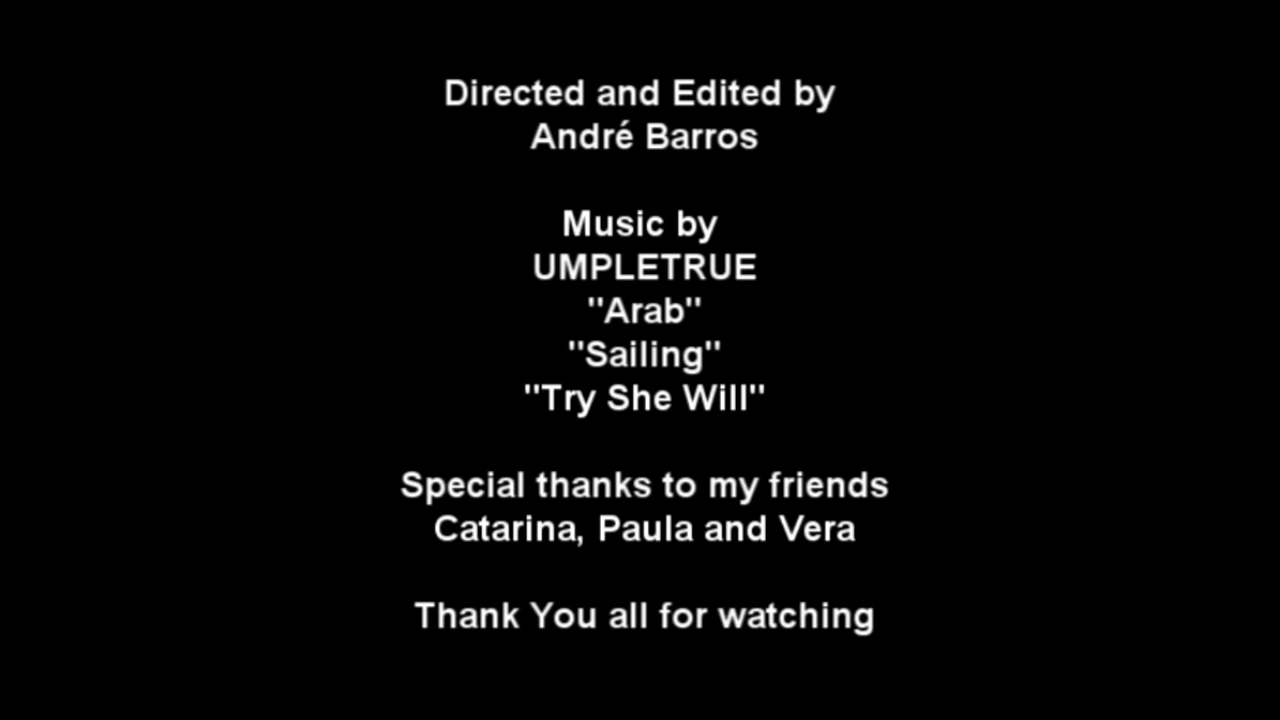 Directed and Edited by
André Barros
Music by
UMPLETRUE
"Arab"
"Sailing"
"Try She Will"
Special thanks to my friends
Catarina, Paula and Vera
Thank You all for watching